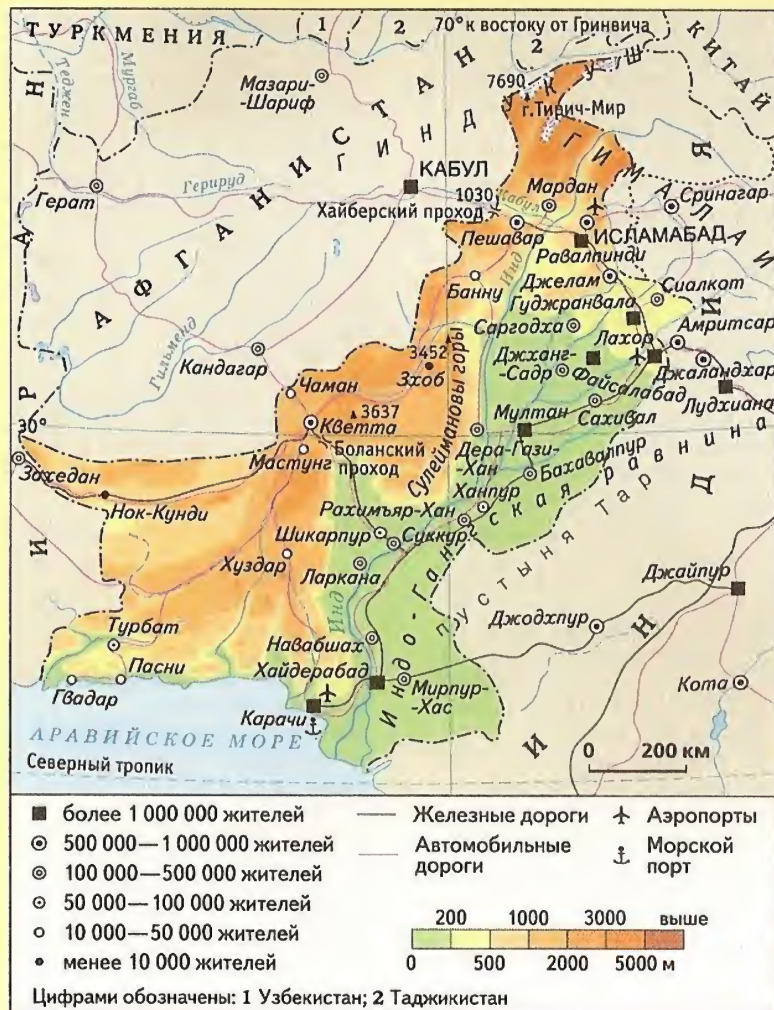 ТУРКМЕНИЯ
1
2
70° к востоку от Гринвича
2
КИТАЙ
Теджен
Мургаб
Мазари-
-Шариф
7690
г. Тирич-Мир
ГИНДУКУШ
ГИМАЛАИ
АФГАНИСТАН
КАБУЛ
Герируд
Герат
1030
Кабул
Мардан
Сринагар
Хайберский проход
Пешавар
ИСЛАМАБАД
Равалпинди
Банну
Инд
Джелам
Сиалкот
Гуджранвала
Саргодха
Амритсар
Лахор
Гильменд
Кандагар
3452
Зхоб
Джханг-
-Садр
Файсалабад
Джаландхар
Лудхиана
Чаман
3637
Сулеймановы горы
Мултан
Сахивал
30°
Кветта
Боланский
проход
Дера-Гази-
-Хан
Бахавалпур
Захедан
Мастунг
Ханпур
Нок-Кунди
Рахимъяр-Хан
Шикарпур
Суккур
Индо-Гангская равнина
Пустыня Тар
ИРАН
ИНДИЯ
Хуздар
Ларкана
Джайпур
Инд
Джодхпур
Турбат
Навабшах
Пасни
Хайдерабад
Гвадар
Мирпур-
-Хас
Кота
Карачи
АРАВИЙСКОЕ МОРЕ
Северный тропик
0 200 км
более 1 000 000 жителей
500 000—1 000 000 жителей
100 000—500 000 жителей
50 000—100 000 жителей
10 000—50 000 жителей
менее 10 000 жителей
Железные дороги
Автомобильные
дороги
Аэропорты
Морской
порт
200 1000 3000 выше
0 500 2000 5000 м
Цифрами обозначены: 1 Узбекистан; 2 Таджикистан